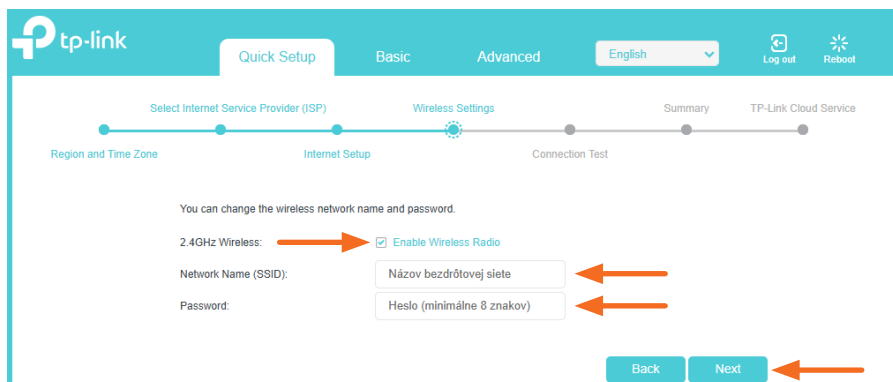 tp-link
Quick Setup
Basic
Advanced
English
Log out
Reboot
Select Internet Service Provider (ISP)
Wireless Settings
Summary
TP-Link Cloud Service
Region and Time Zone
Internet Setup
Connection Test
You can change the wireless network name and password.
2.4GHz Wireless:
Enable Wireless Radio
Network Name (SSID):
Názov bezdrôtovej siete
Password:
Heslo (minimálne 8 znakov)
Back
Next